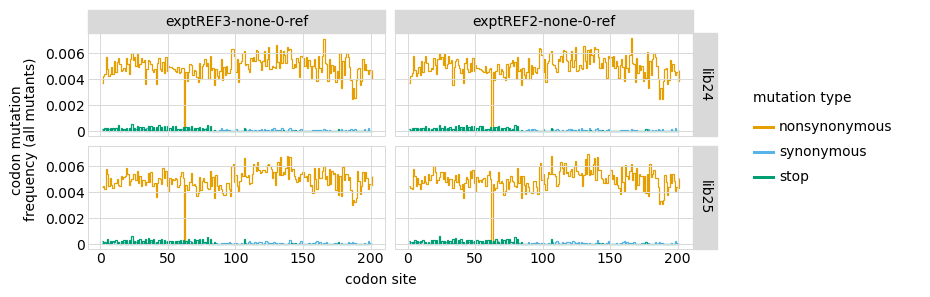 exptREF3-none-0-ref
exptREF2-none-0-ref
0.006
0.004
0.002
0
lib24
0.006
0.004
0.002
0
lib25
0 50 100 150 200
0 50 100 150 200
codon site
codon mutation
frequency (all mutants)
mutation type
nonsynonymous
synonymous
stop